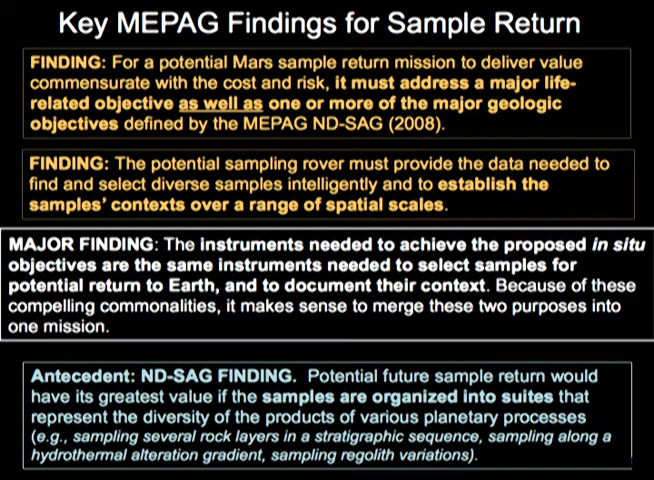 Key MEPAG Findings for Sample Return
FINDING: For a potential Mars sample return mission to deliver value
commensurate with the cost and risk, it must address a major life-
related objective as well as one or more of the major geologic
objectives defined by the MEPAG ND-SAG (2008).
FINDING: The potential sampling rover must provide the data needed to
find and select diverse samples intelligently and to establish the
samples' contexts over a range of spatial scales.
MAJOR FINDING: The instruments needed to achieve the proposed in situ
objectives are the same instruments needed to select samples for
potential return to Earth, and to document their context. Because of these
compelling commonalities, it makes sense to merge these two purposes into
one mission.
Antecedent: ND-SAG FINDING. Potential future sample return would
have its greatest value if the samples are organized into suites that
represent the diversity of the products of various planetary processes
(e.g., sampling several rock layers in a stratigraphic sequence, sampling along a
hydrothermal alteration gradient, sampling regolith variations).